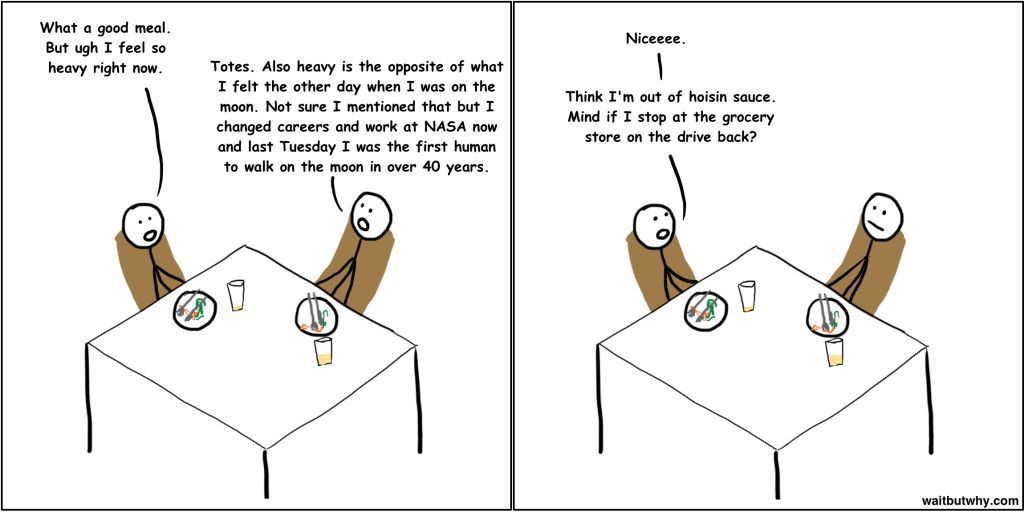 What a good meal.
But ugh I feel so
heavy right now.
Totes. Also heavy is the opposite of what
I felt the other day when I was on the
moon. Not sure I mentioned that but I
changed careers and work at NASA now
and last Tuesday I was the first human
to walk on the moon in over 40 years.
Niceeee.
Think I'm out of hoisin sauce.
Mind if I stop at the grocery
store on the drive back?
waitbutwhy.com